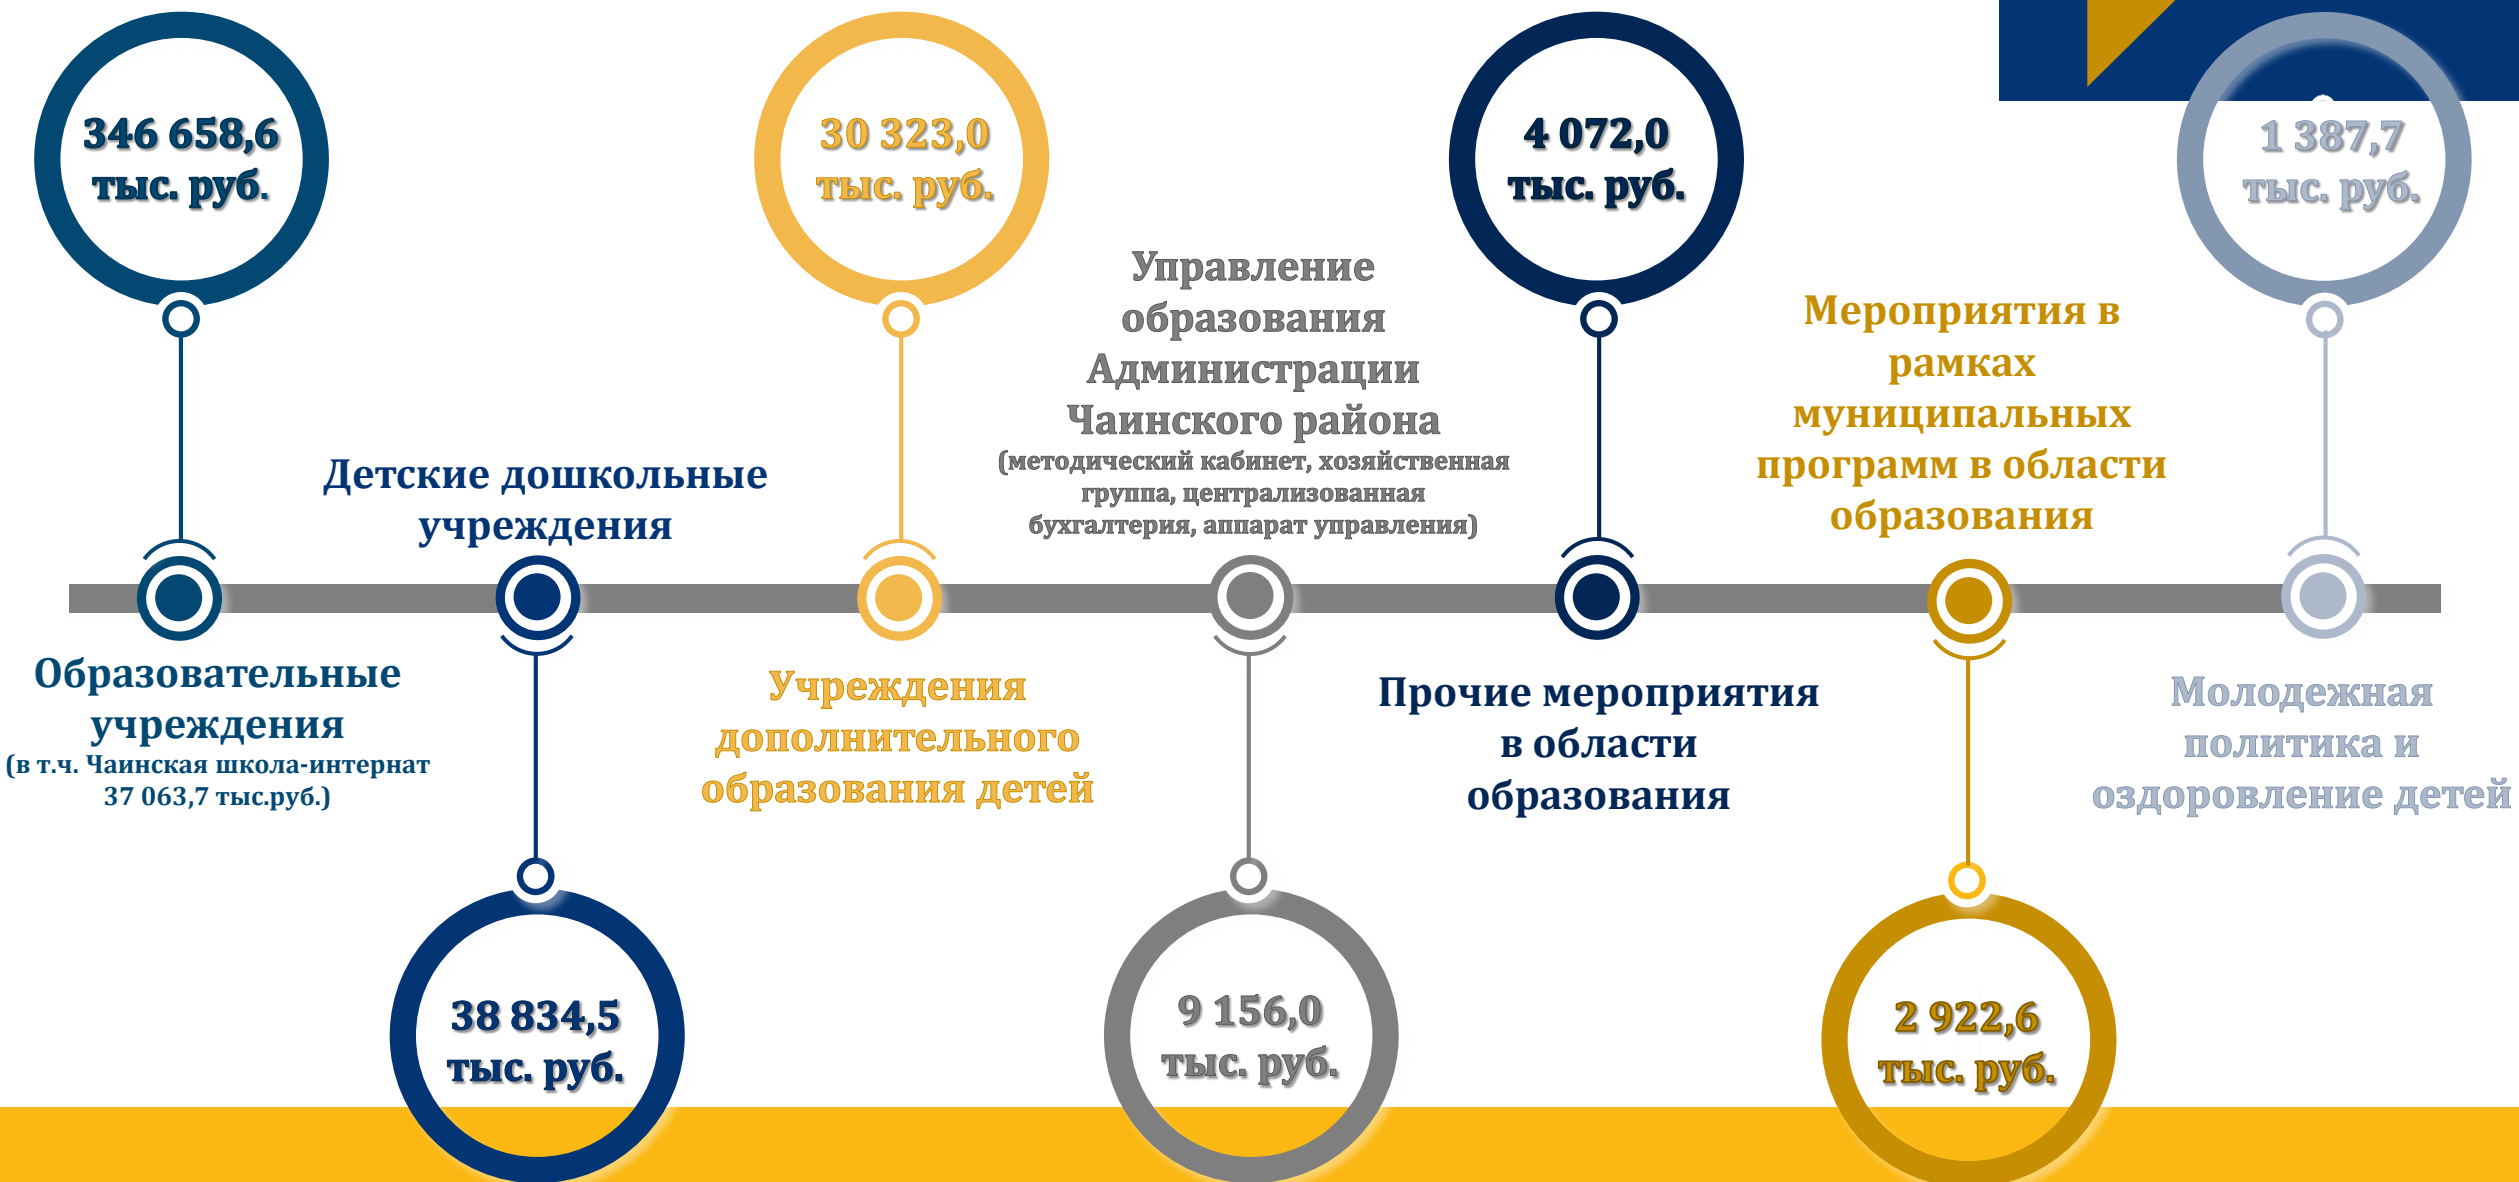 346 658,6
тыс. руб.
Образовательные
учреждения
(в т.ч. Чаинская школа-интернат
37 063,7 тыс.руб.)
Детские дошкольные
учреждения
38 834,5
тыс. руб.
30 323,0
тыс. руб.
Учреждения
дополнительного
образования детей
Управление
образования
Администрации
Чаинского района
(методический кабинет, хозяйственная
группа, централизованная
бухгалтерия, аппарат управления)
9 156,0
тыс. руб.
4 072,0
тыс. руб.
Прочие мероприятия
в области
образования
Мероприятия в
рамках
муниципальных
программ в области
образования
2 922,6
тыс. руб.
1 387,7
тыс. руб.
Молодежная
политика и
оздоровление детей